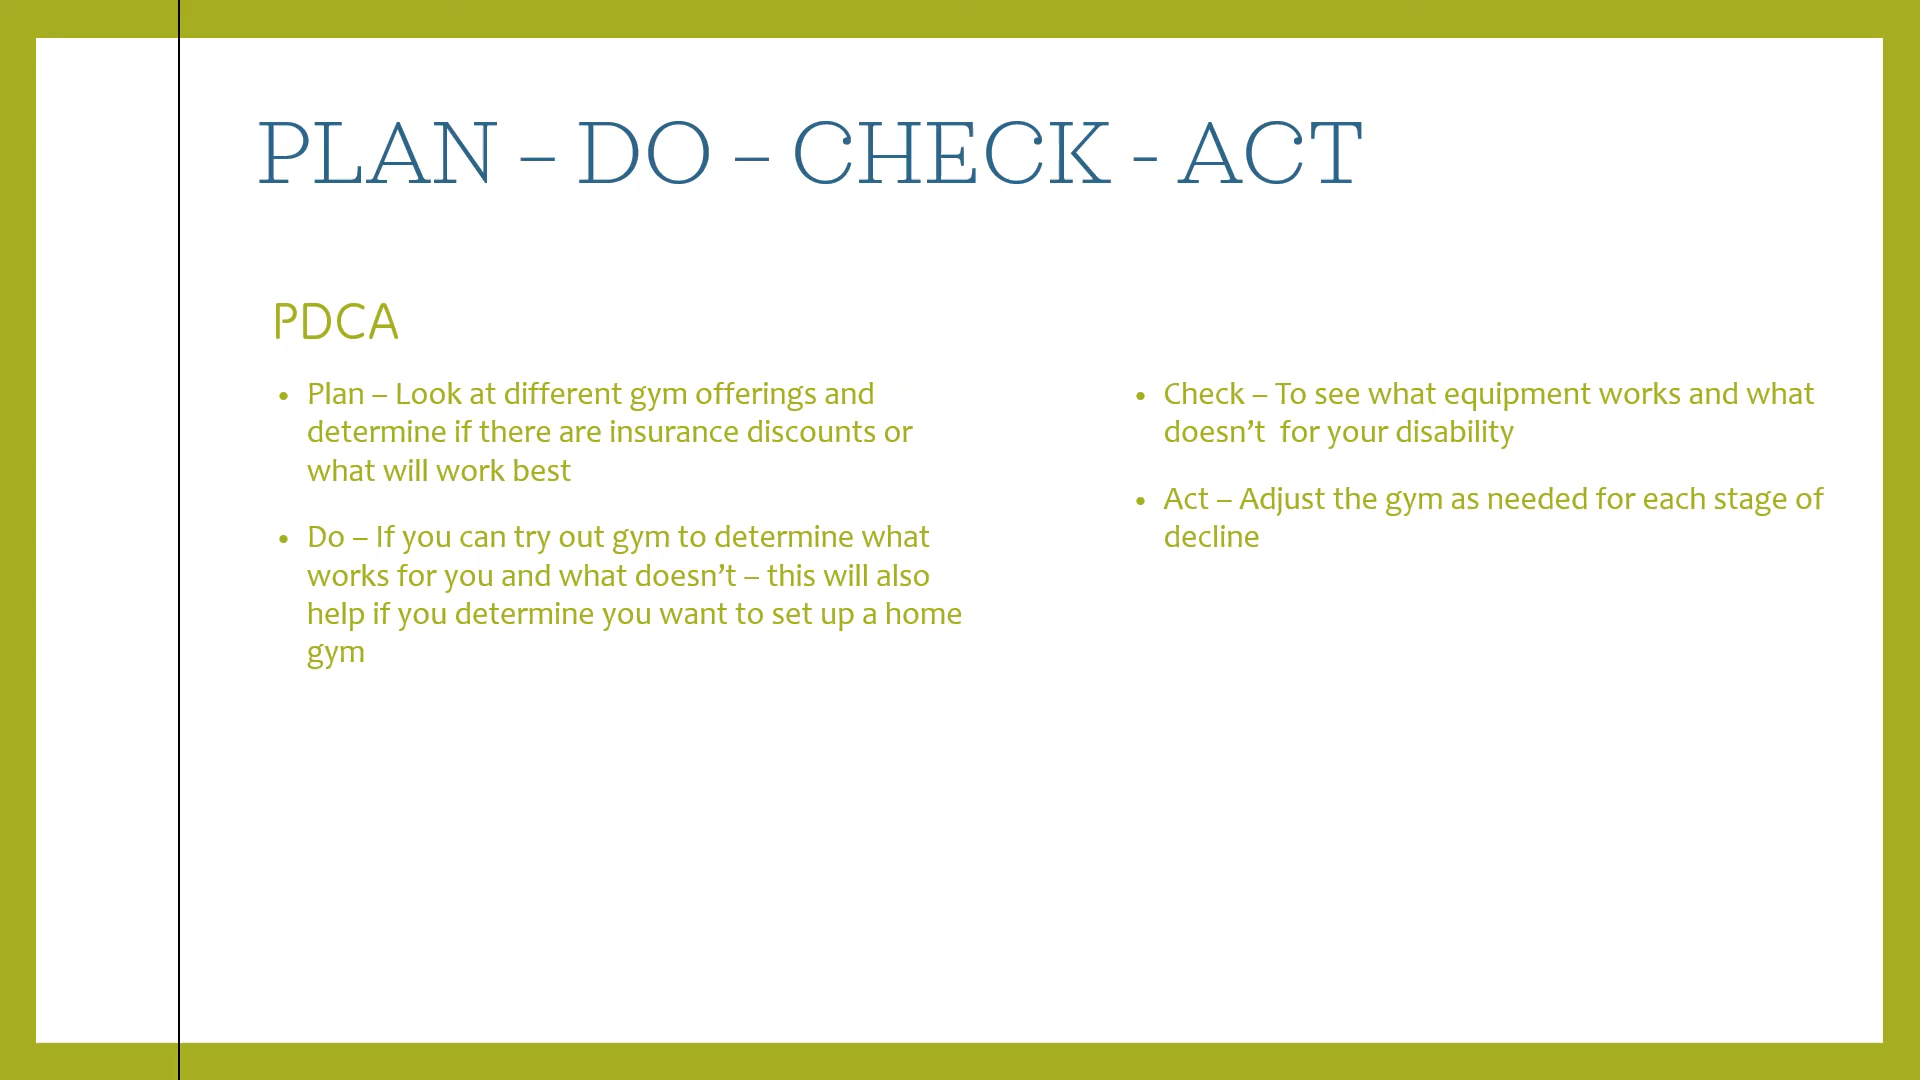 PLAN – DO – CHECK - ACT
PDCA
• Plan – Look at different gym offerings and
determine if there are insurance discounts or
what will work best
• Do – If you can try out gym to determine what
works for you and what doesn’t – this will also
help if you determine you want to set up a home
gym
• Check – To see what equipment works and what
doesn’t  for your disability
• Act – Adjust the gym as needed for each stage of
decline